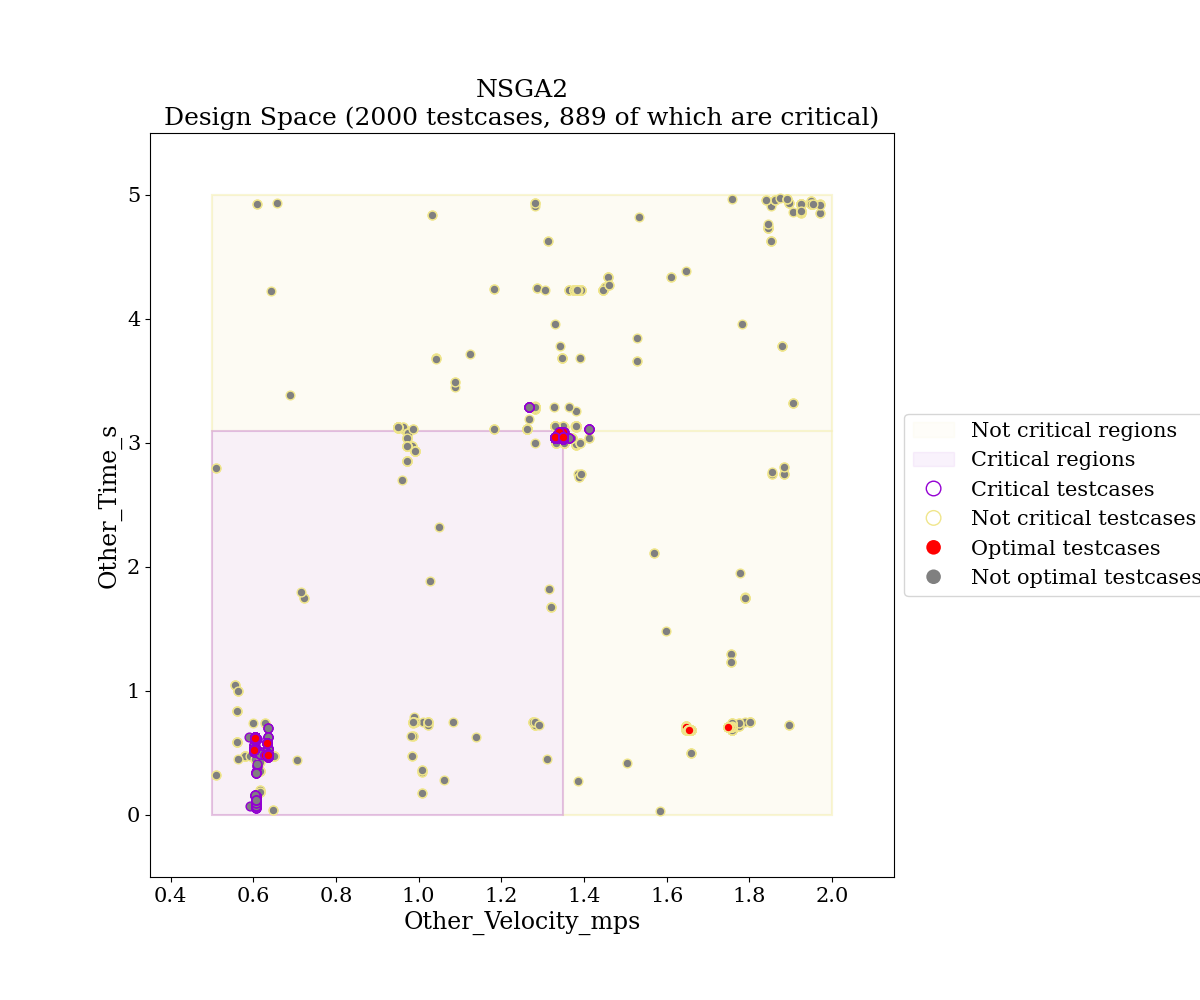 NSGA2
Design Space (2000 testcases, 889 of which are critical)
Other_Time_s
5
4
3
2
1
0
0.4 0.6 0.8 1.0 1.2 1.4 1.6 1.8 2.0
Other_Velocity_mps
Not critical regions
Critical regions
Critical testcases
Not critical testcases
Optimal testcases
Not optimal testcases